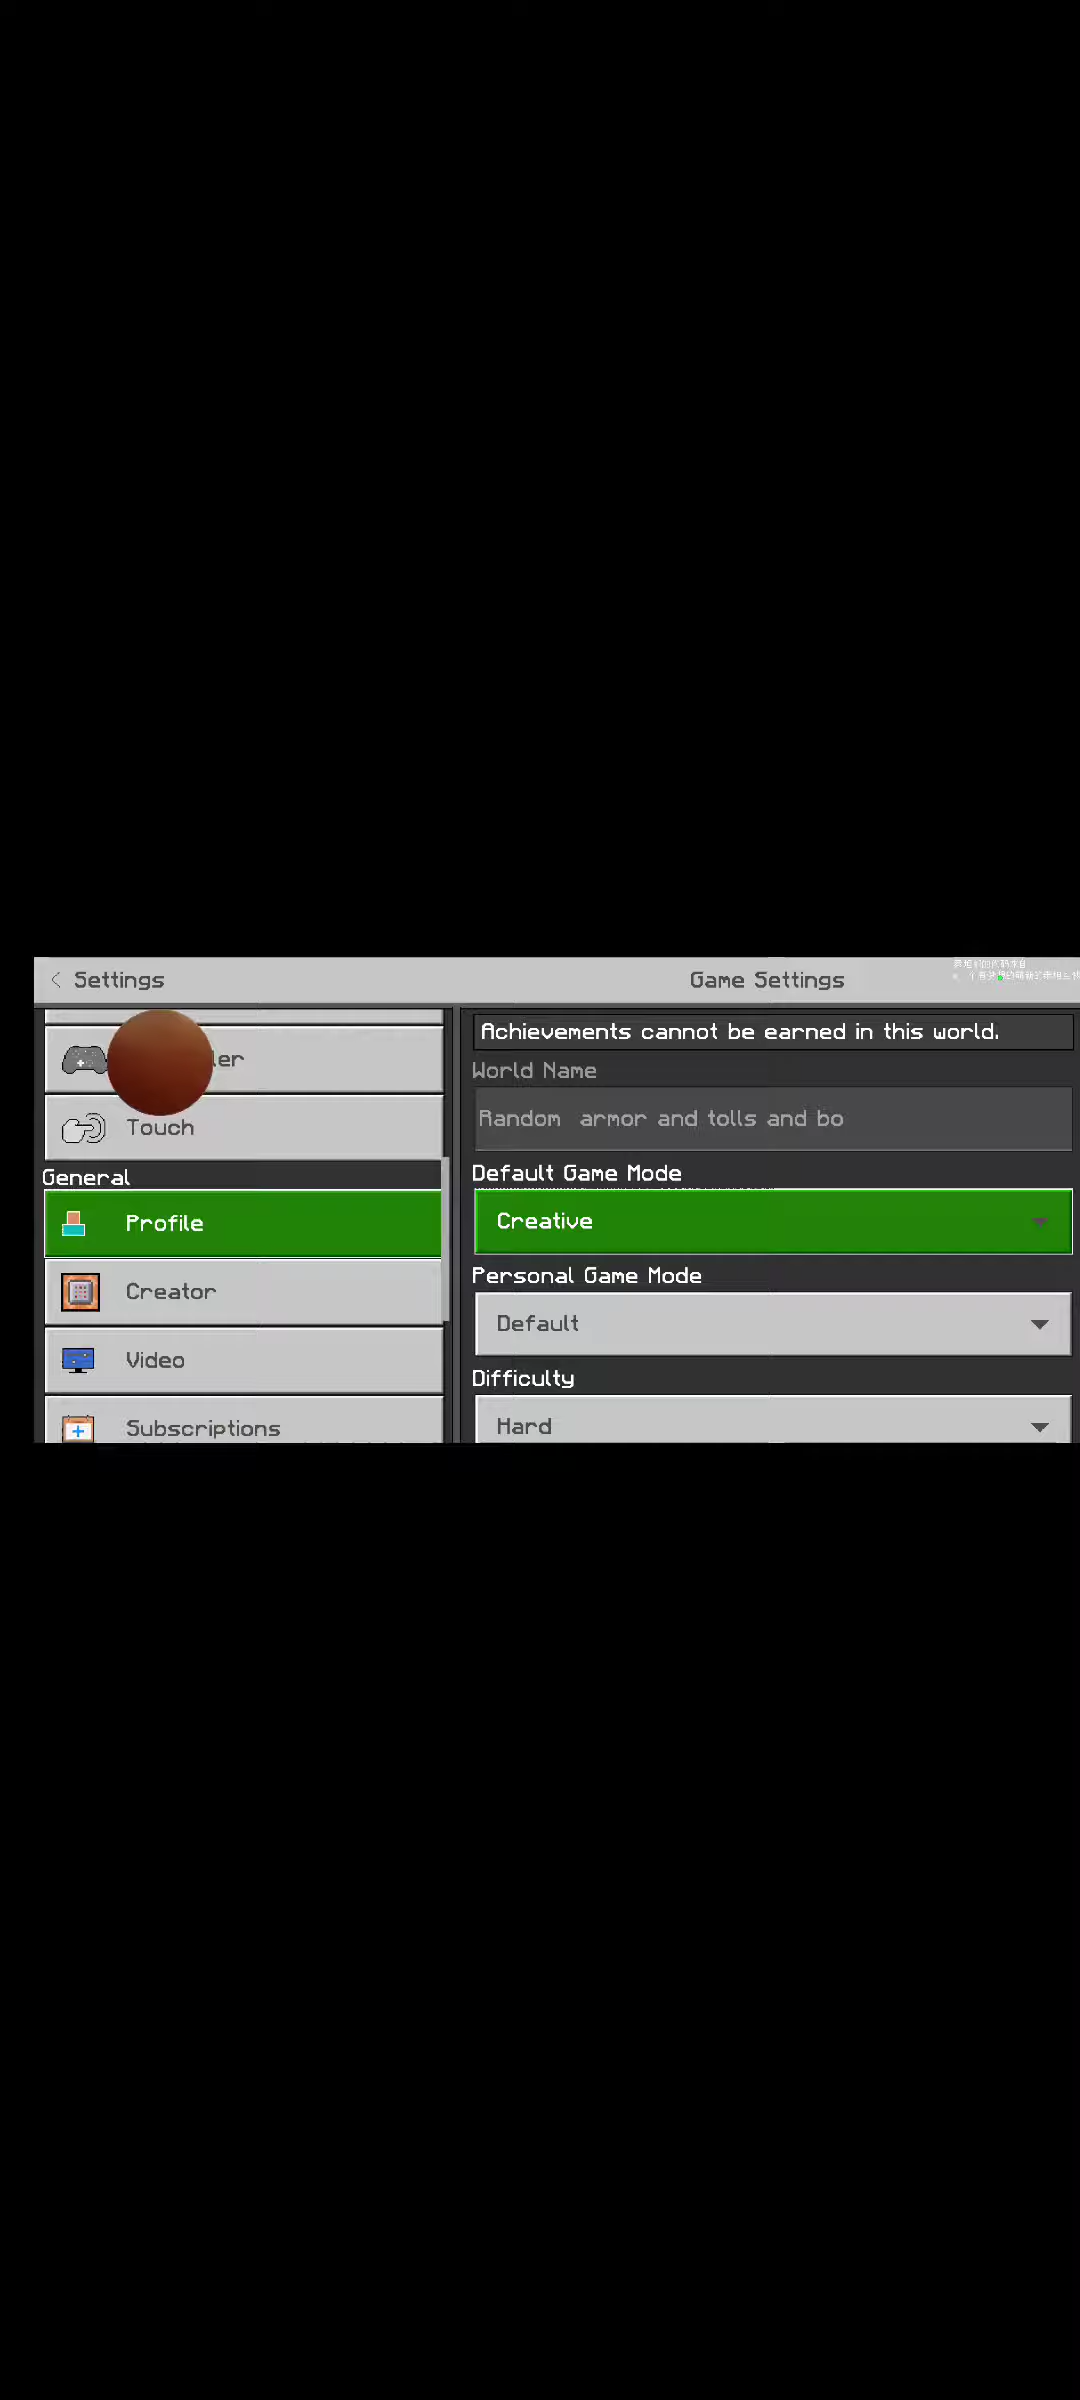 Settings
Game Settings
ler
Touch
General
Profile
Creator
Video
Subscriptions
Achievements cannot be earned in this world.
World Name
Random  armor and tolls and bo
Default Game Mode
Creative
Personal Game Mode
Default
Difficulty
Hard